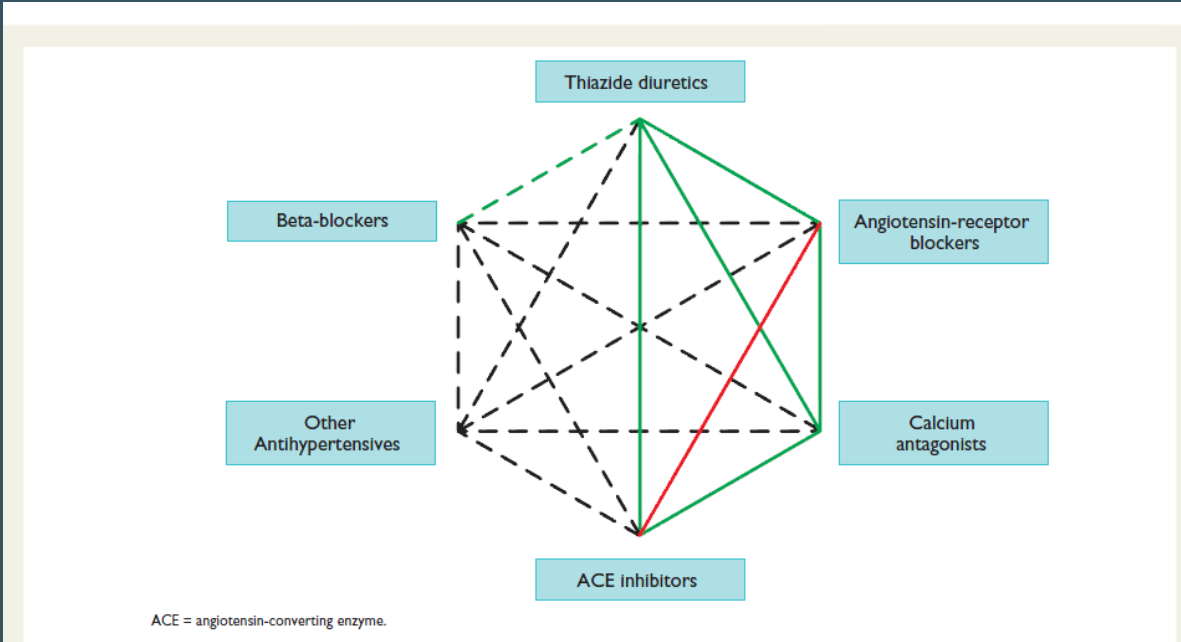 Thiazide diuretics
Beta-blockers
Angiotensin-receptor
blockers
Other
Antihypertensives
Calcium
antagonists
ACE inhibitors
ACE = angiotensin-converting enzyme.